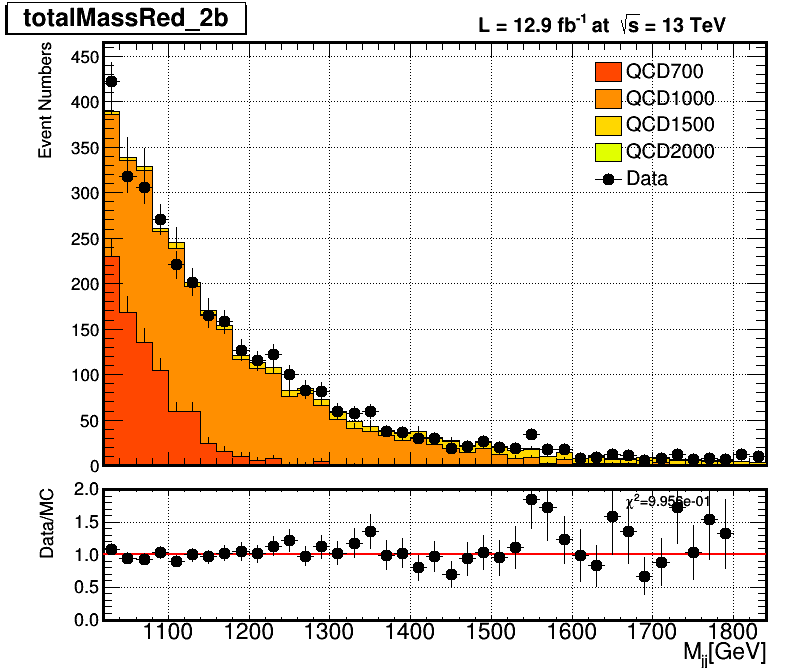 totalMassRed_2b
L = 12.9 fb⁻¹ at √s = 13 TeV
Event Numbers
450
400
350
300
250
200
150
100
50
0
QCD700
QCD1000
QCD1500
QCD2000
Data
Data/MC
2.0
1.5
1.0
0.5
0.0
χ²=9.956e-01
1100 1200 1300 1400 1500 1600 1700 1800
M_jj[GeV]